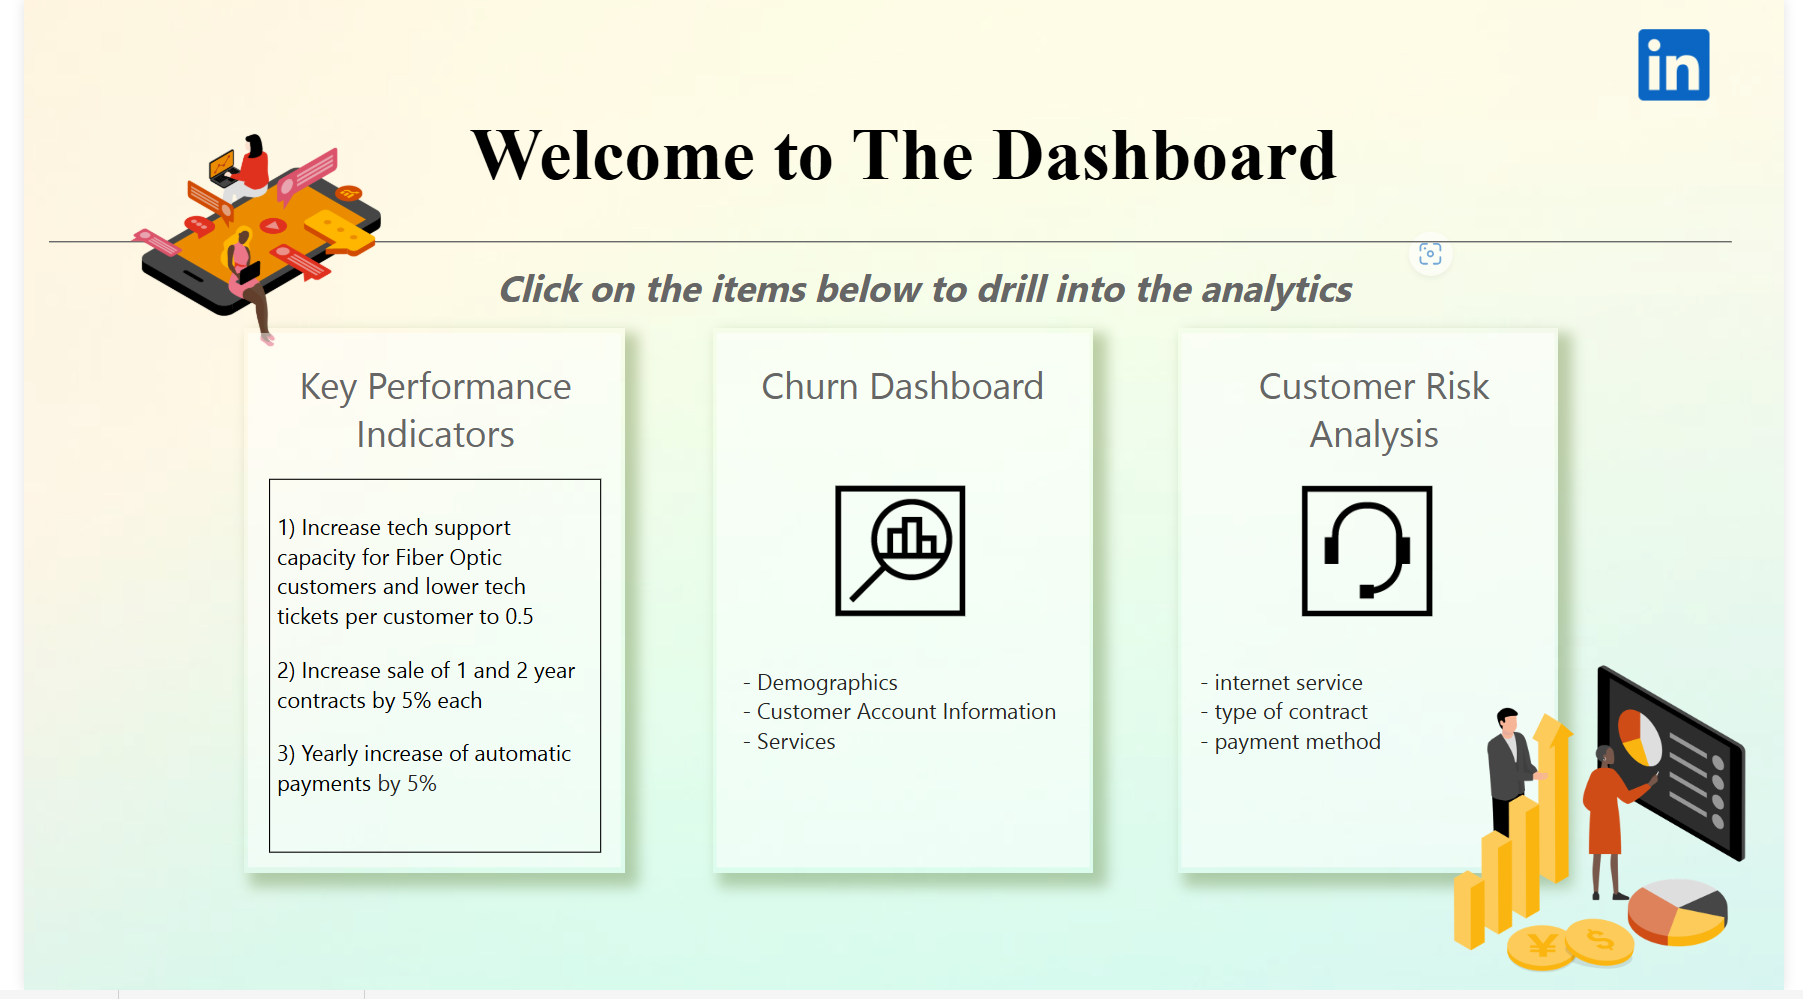 in
Welcome to The Dashboard
Click on the items below to drill into the analytics
Key Performance
Indicators
1) Increase tech support
capacity for Fiber Optic
customers and lower tech
tickets per customer to 0.5
2) Increase sale of 1 and 2 year
contracts by 5% each
3) Yearly increase of automatic
payments by 5%
Churn Dashboard
- Demographics
- Customer Account Information
- Services
Customer Risk
Analysis
- internet service
- type of contract
- payment method
¥
$